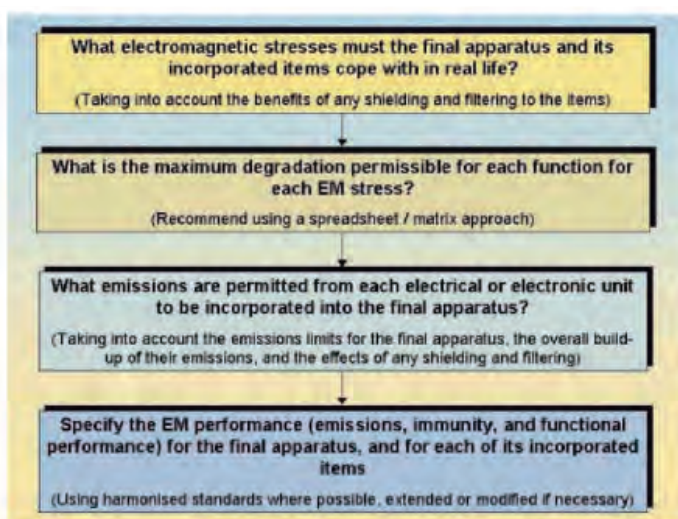 What electromagnetic stresses must the final apparatus and its
incorporated items cope with in real life?
(Taking into account the benefits of any shielding and filtering to the items)
What is the maximum degradation permissible for each function for
each EM stress?
(Recommend using a spreadsheet / matrix approach)
What emissions are permitted from each electrical or electronic unit
to be incorporated into the final apparatus?
(Taking into account the emissions limits for the final apparatus, the overall build-
up of their emissions, and the effects of any shielding and filtering)
Specify the EM performance (emissions, immunity, and functional
performance) for the final apparatus, and for each of its incorporated
items
(Using harmonised standards where possible, extended or modified if necessary)